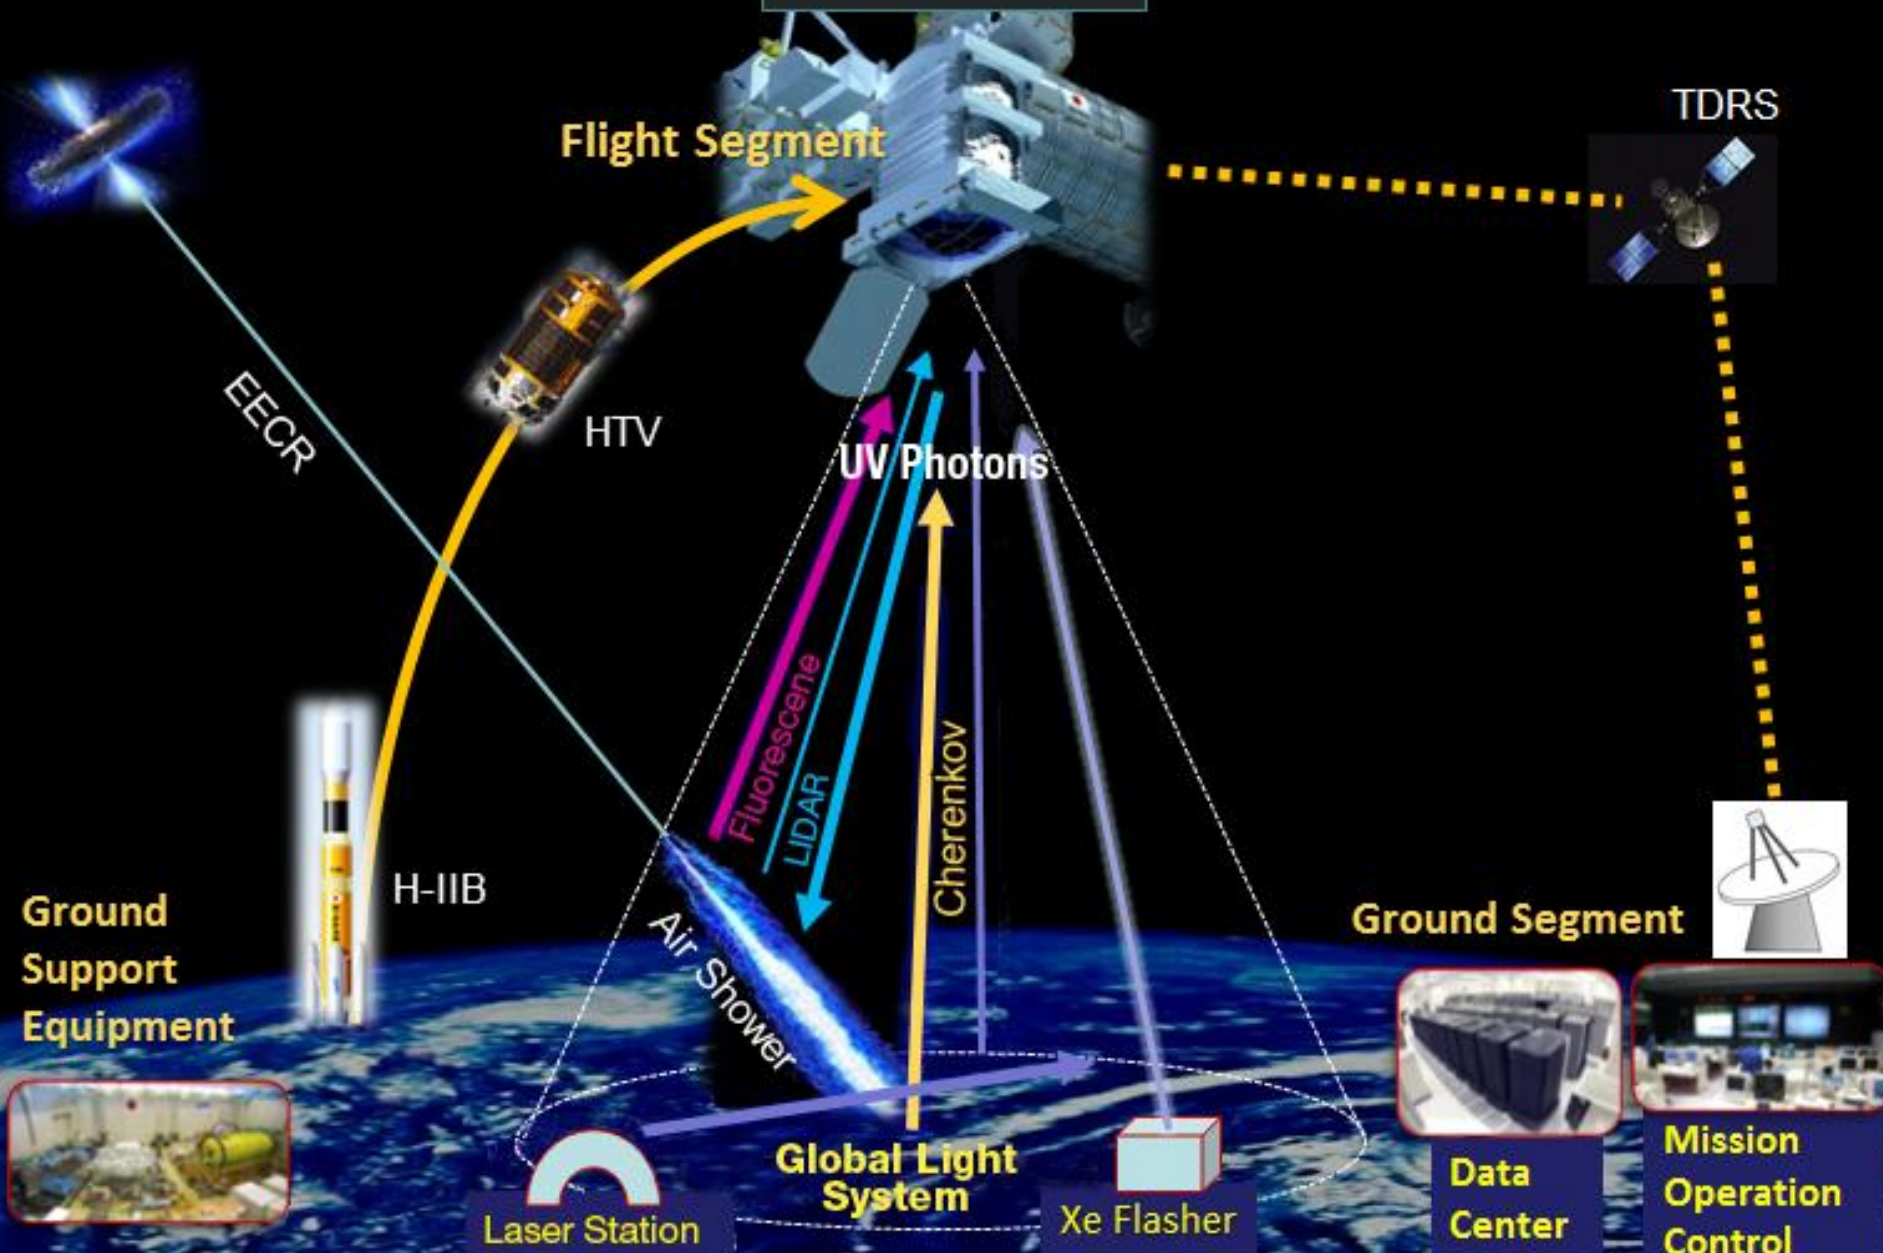 TDRS
Flight Segment
EECR
HTV
UV Photons
Fluorescene
LIDAR
Cherenkov
H-IIB
Air Shower
Ground
Support
Equipment
Ground Segment
Global Light
System
Laser Station
Xe Flasher
Data
Center
Mission
Operation
Control